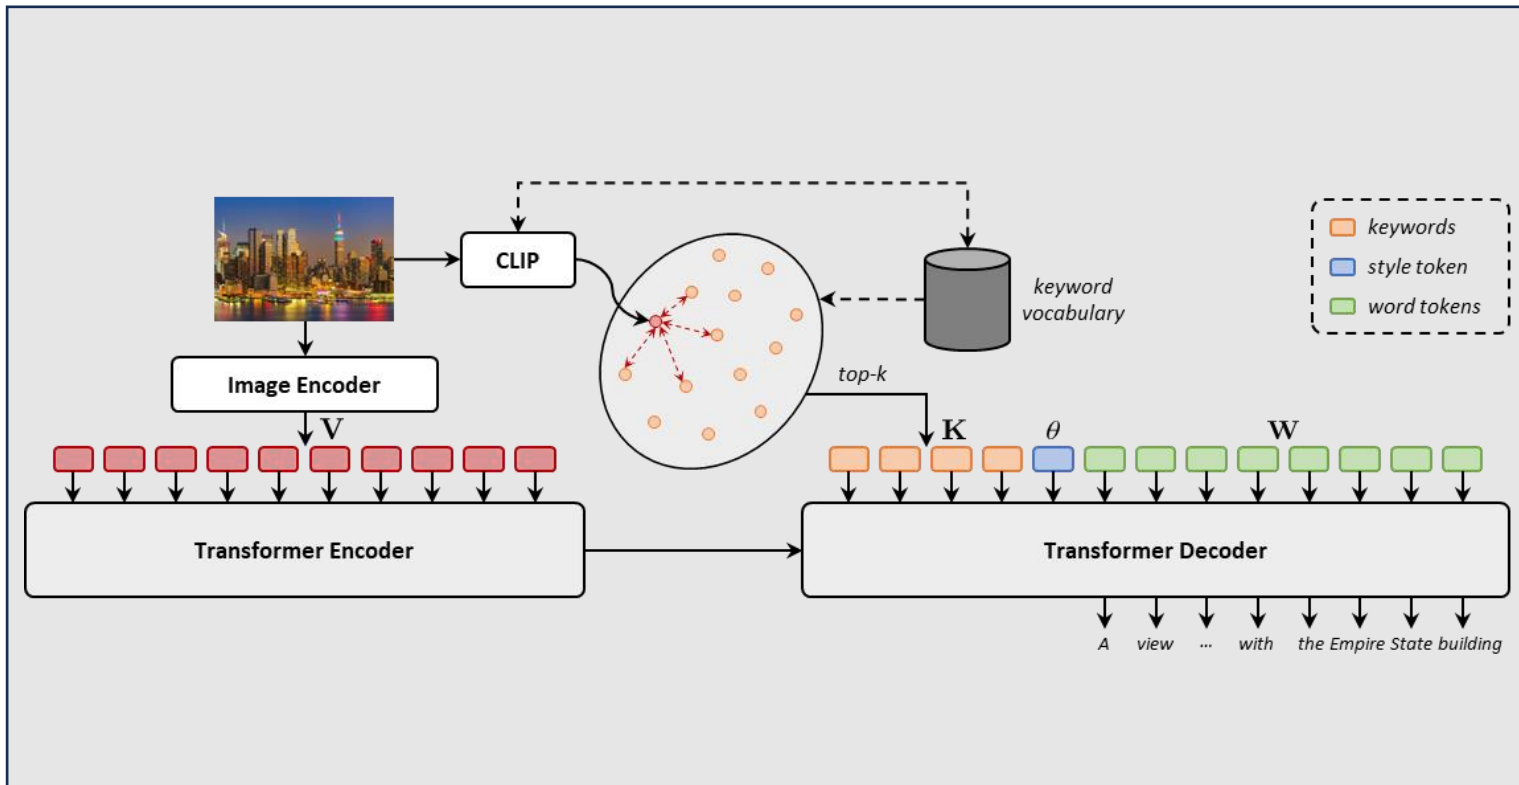 CLIP
keyword
vocabulary
keywords
style token
word tokens
Image Encoder
top-k
V
K
θ
W
Transformer Encoder
Transformer Decoder
A view ... with the Empire State building